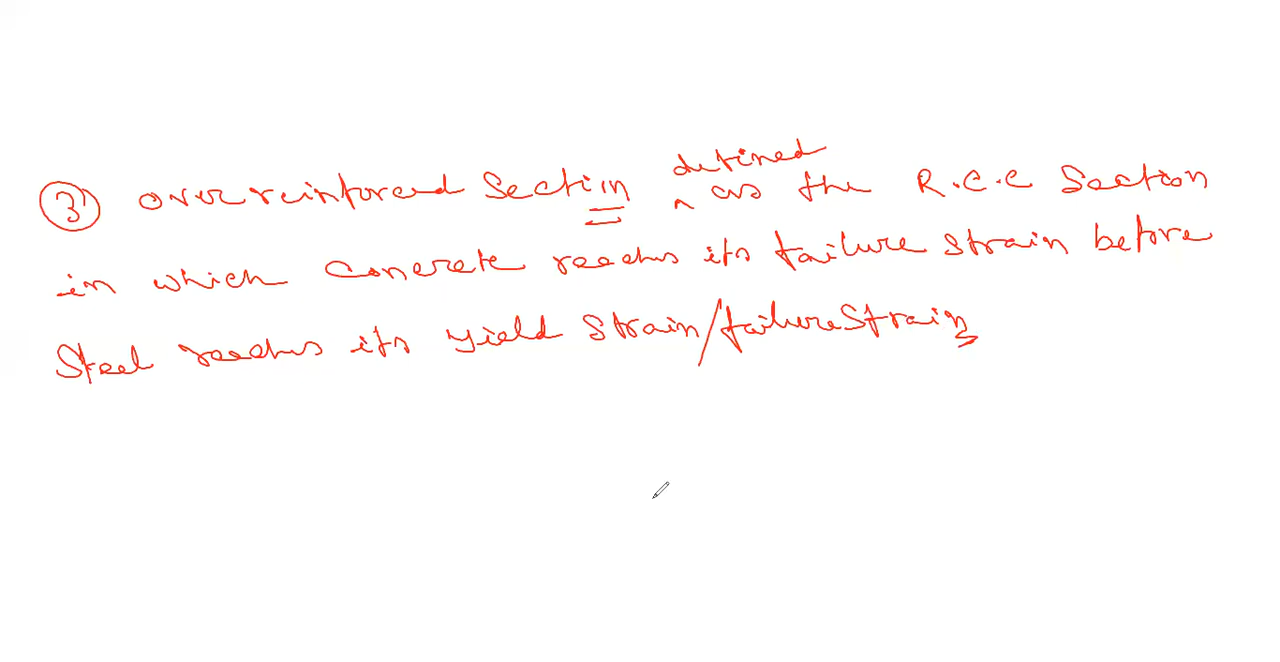 ③ Over reinforced Section defined as the R.C.C Section
in which Concrete reaches its failure strain before
Steel reaches its yield strain/failure Strain